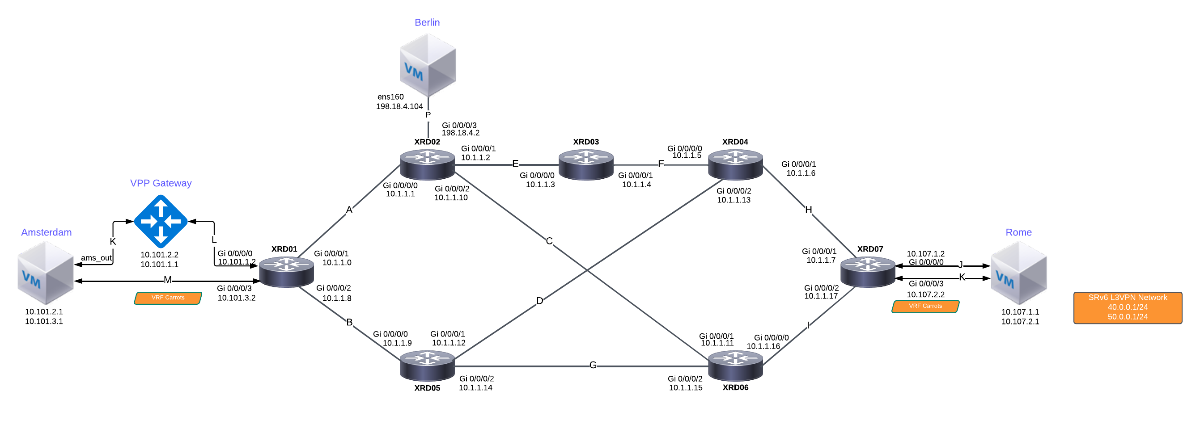 Berlin
VM
ens160
198.18.4.104
P
Gi 0/0/0/3
198.18.4.2
XRD02
Gi 0/0/0/1
10.1.1.2
E
XRD03
Gi 0/0/0/0
10.1.1.3
F
Gi 0/0/0/1
10.1.1.4
Gi 0/0/0/0
10.1.1.5
XRD04
Gi 0/0/0/1
10.1.1.6
Gi 0/0/0/0
10.1.1.1
Gi 0/0/0/2
10.1.1.10
Gi 0/0/0/2
10.1.1.13
VPP Gateway
A
H
Amsterdam
VM
K
ams_out
10.101.2.2
10.101.1.1
L
Gi 0/0/0/0
10.101.1.2
XRD01
Gi 0/0/0/1
10.1.1.0
C
M
VRF Carrots
Gi 0/0/0/3
10.101.3.2
Gi 0/0/0/2
10.1.1.8
10.101.2.1
10.101.3.1
D
XRD07
Gi 0/0/0/1
10.1.1.7
10.107.1.2
Gi 0/0/0/0
J
K
Gi 0/0/0/3
10.107.2.2
VRF Carrots
Gi 0/0/0/2
10.1.1.17
Rome
VM
10.107.1.1
10.107.2.1
SRv6 L3VPN Network
40.0.0.1/24
50.0.0.1/24
B
I
Gi 0/0/0/0
10.1.1.9
Gi 0/0/0/1
10.1.1.12
XRD05
Gi 0/0/0/2
10.1.1.14
G
Gi 0/0/0/1
10.1.1.11
Gi 0/0/0/0
10.1.1.16
Gi 0/0/0/2
10.1.1.15
XRD06